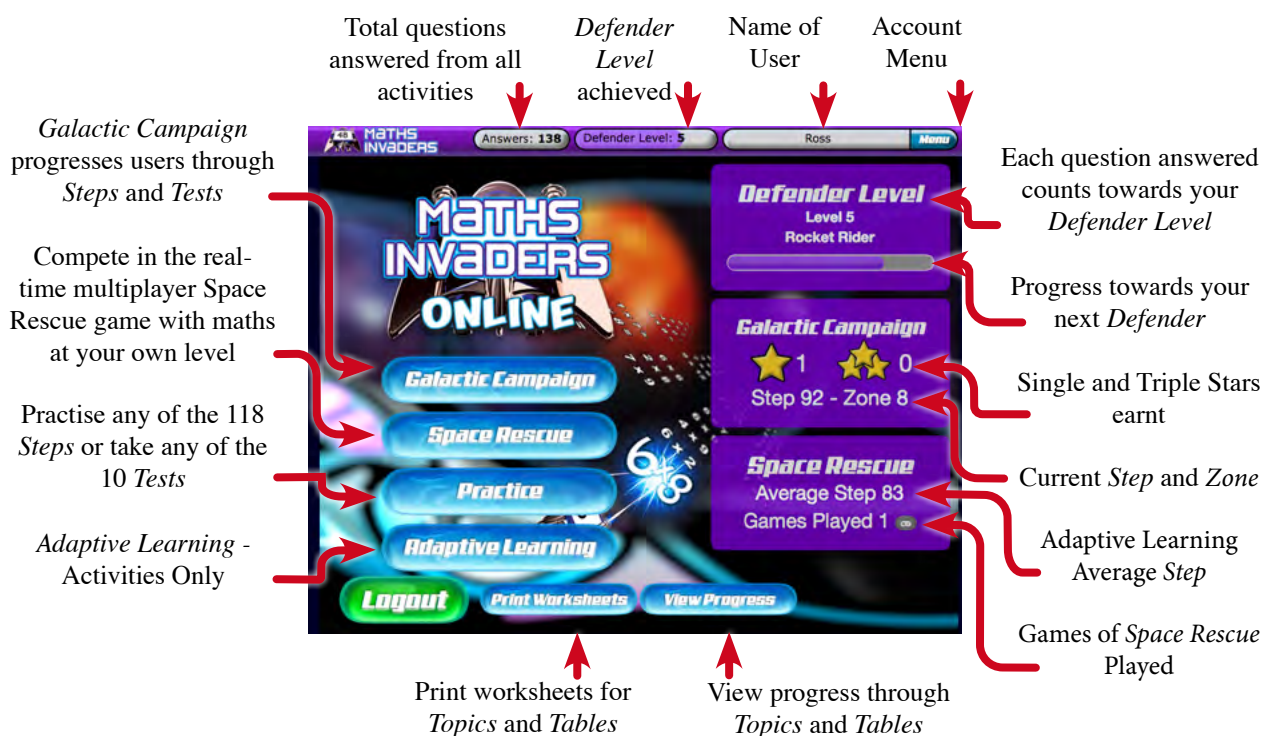 Total questions
answered from all
activities
Defender
Level
achieved
Name of
User
Account
Menu
Galactic Campaign
progresses users through
Steps and Tests
Compete in the real-
time multiplayer Space
Rescue game with maths
at your own level
Practise any of the 118
Steps or take any of the
10 Tests
Adaptive Learning -
Activities Only
MATHS
INVADERS
Answers: 138
Defender Level: 5
Ross
Menu
MATHS
INVADERS
ONLINE
Galactic Campaign
Space Rescue
Practice
Adaptive Learning
Logout
Print Worksheets
View Progress
6x8
Defender Level
Level 5
Rocket Rider
Galactic Campaign
1 0
Step 92 - Zone 8
Space Rescue
Average Step 83
Games Played 1
Each question answered
counts towards your
Defender Level
Progress towards your
next Defender
Single and Triple Stars
earnt
Current Step and Zone
Adaptive Learning
Average Step
Games of Space Rescue
Played
Print worksheets for
Topics and Tables
View progress through
Topics and Tables